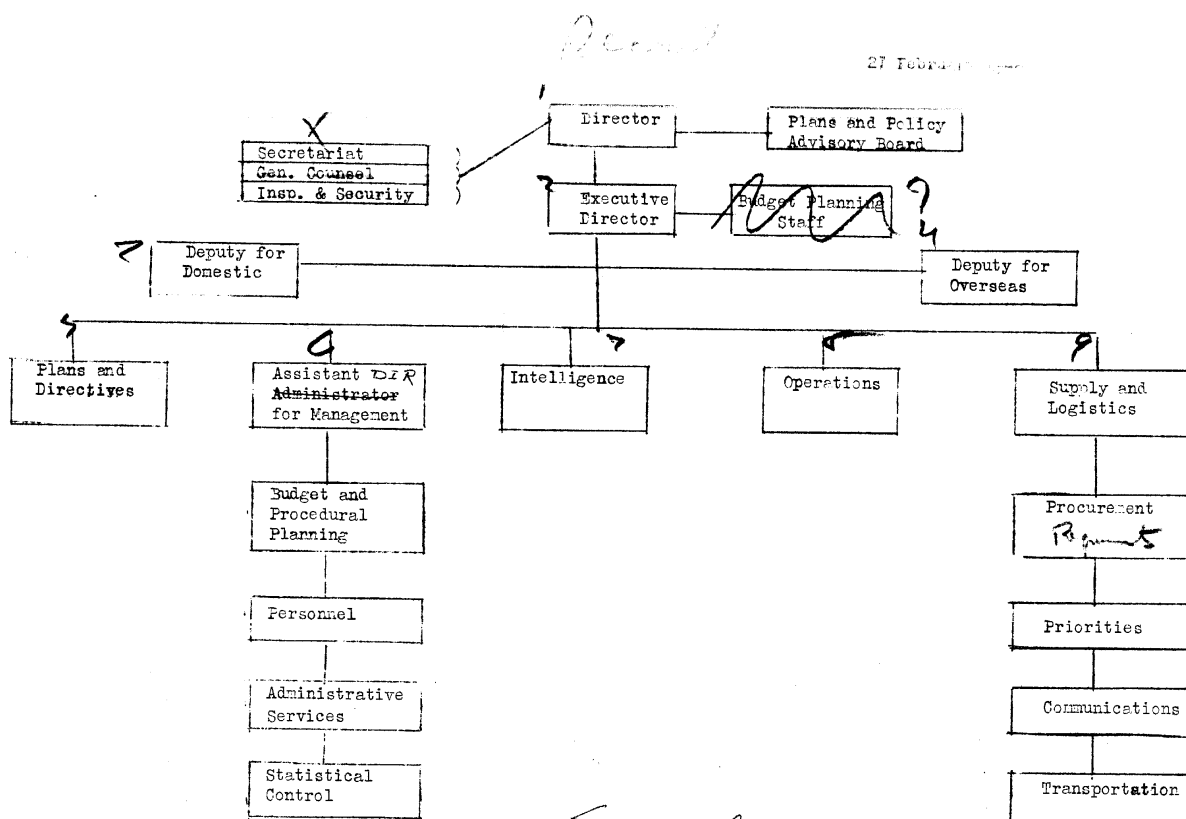 27
Director
Plans and Policy
Advisory Board
X
Secretariat
Gen. Counsel
Insp. & Security
Executive
Director
Budget Planning
Staff
?
4
Deputy for
Domestic
Deputy for
Overseas
Plans and
Directives
Assistant DIR
Administrator
for Management
Intelligence
Operations
9
Supply and
Logistics
Budget and
Procedural
Planning
Procurement
Personnel
Priorities
Administrative
Services
Communications
Statistical
Control
Transportation